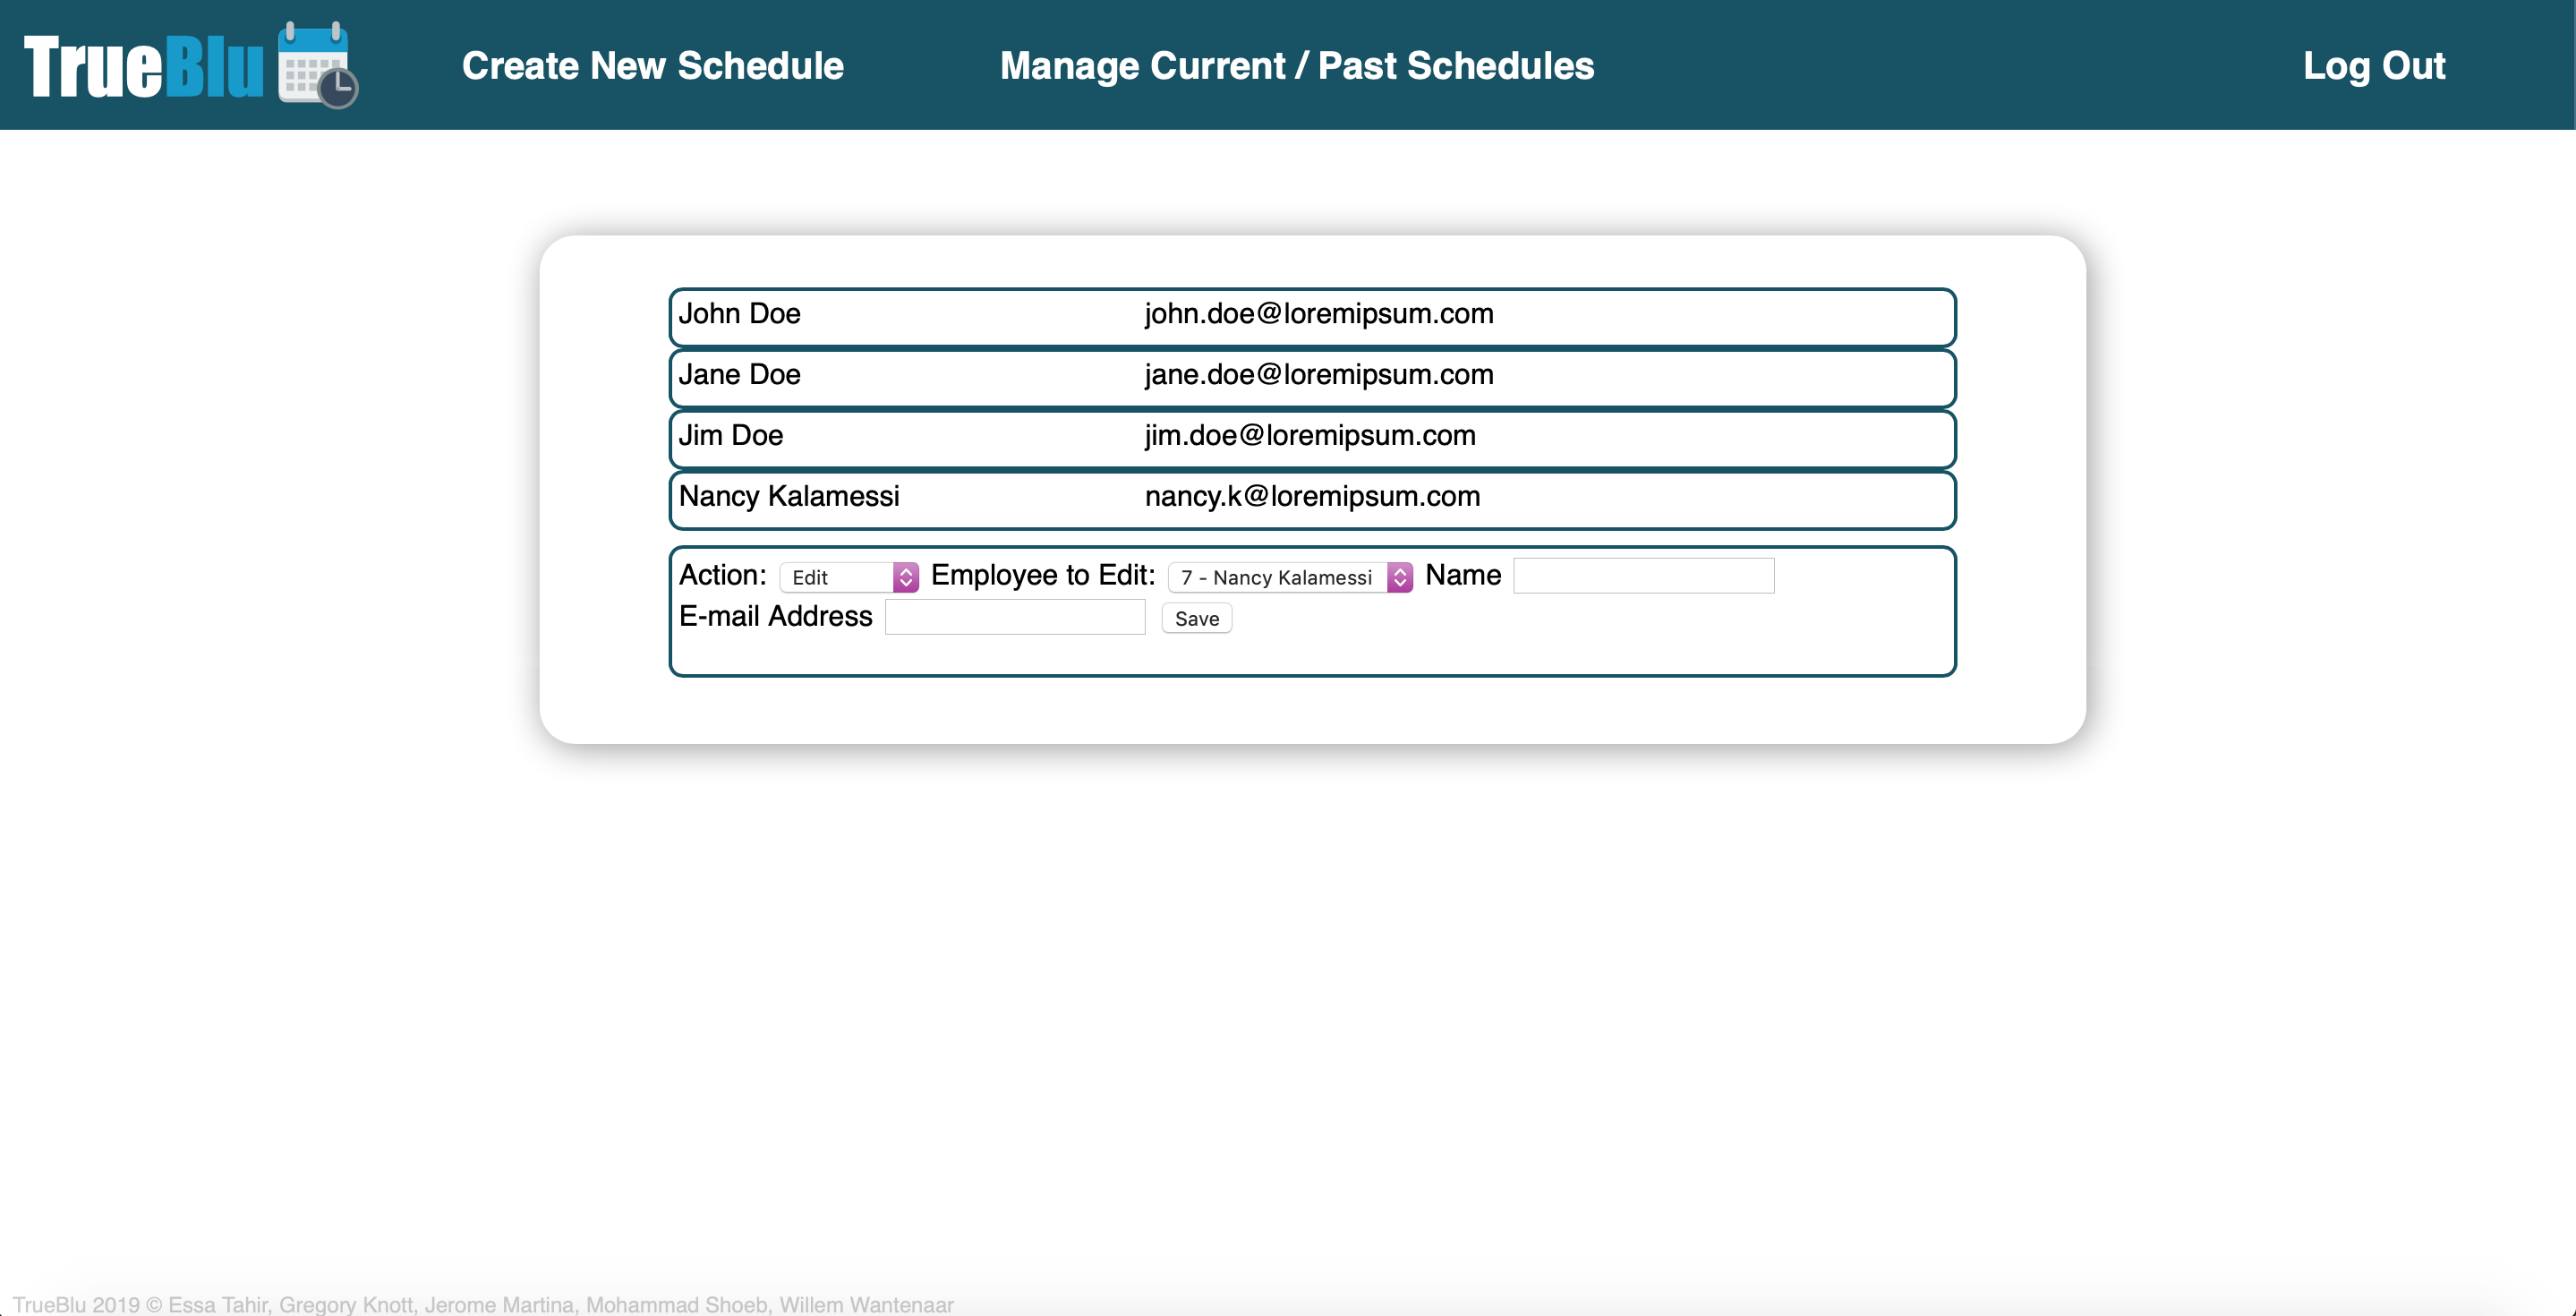 TrueBlu Create New Schedule Manage Current / Past Schedules Log Out
John Doe john.doe@loremipsum.com
Jane Doe jane.doe@loremipsum.com
Jim Doe jim.doe@loremipsum.com
Nancy Kalamessi nancy.k@loremipsum.com
Action: Edit Employee to Edit: 7 - Nancy Kalamessi Name
E-mail Address Save
TrueBlu 2019 © Essa Tahir, Gregory Knott, Jerome Martina, Mohammad Shoeb, Willem Wantenaar